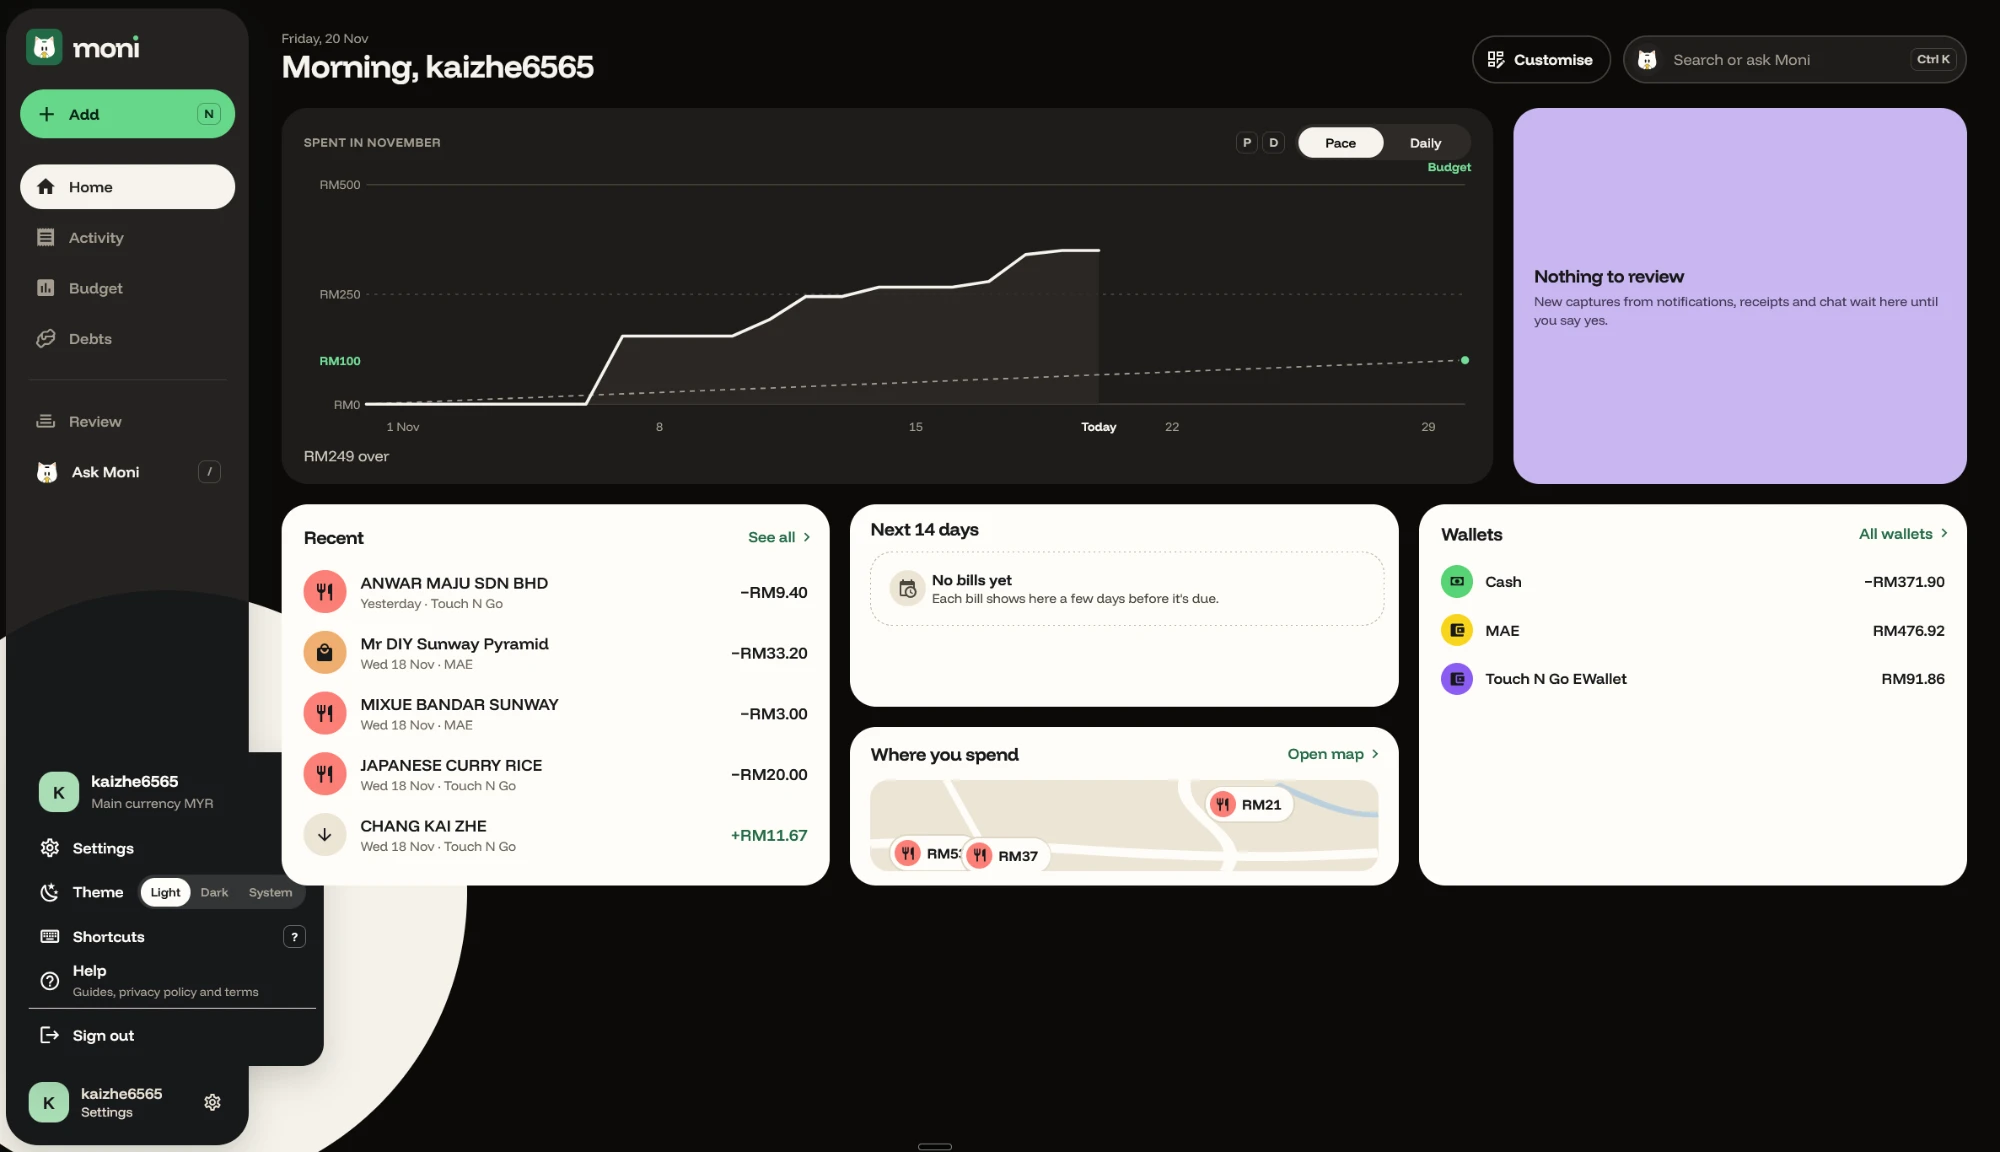 moni
Add
N
Home
Activity
Budget
Debts
Review
Ask Moni
/
Friday, 20 Nov
Morning, kaizhe6565
Customise
Search or ask Moni
Ctrl K
SPENT IN NOVEMBER
P
D
Pace
Daily
Budget
RM500
RM250
RM100
RM0
1 Nov
8
15
Today
22
29
RM249 over
Nothing to review
New captures from notifications, receipts and chat wait here until
you say yes.
Recent
See all
ANWAR MAJU SDN BHD
Yesterday · Touch N Go
−RM9.40
Mr DIY Sunway Pyramid
Wed 18 Nov · MAE
−RM33.20
MIXUE BANDAR SUNWAY
Wed 18 Nov · MAE
−RM3.00
JAPANESE CURRY RICE
Wed 18 Nov · Touch N Go
−RM20.00
CHANG KAI ZHE
Wed 18 Nov · Touch N Go
+RM11.67
Next 14 days
No bills yet
Each bill shows here a few days before it's due.
Where you spend
Open map
RM21
RM37
Wallets
All wallets
Cash
−RM371.90
MAE
RM476.92
Touch N Go EWallet
RM91.86
K
kaizhe6565
Main currency MYR
Settings
Theme
Light
Dark
System
Shortcuts
?
Help
Guides, privacy policy and terms
Sign out
K
kaizhe6565
Settings